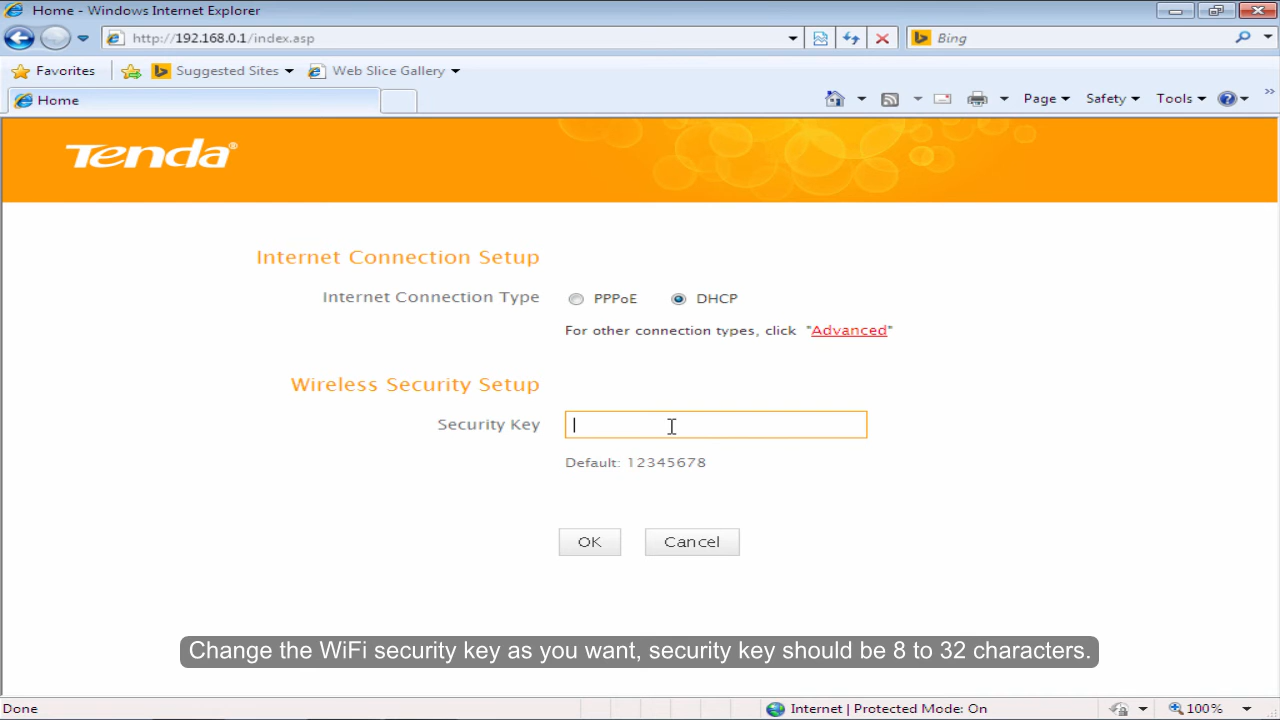 Home - Windows Internet Explorer
http://192.168.0.1/index.asp
Bing
Favorites
Suggested Sites
Web Slice Gallery
Home
Page
Safety
Tools
Tenda®
Internet Connection Setup
Internet Connection Type
PPPoE
DHCP
For other connection types, click "Advanced"
Wireless Security Setup
Security Key
Default: 12345678
OK
Cancel
Change the WiFi security key as you want, security key should be 8 to 32 characters.
Done
Internet | Protected Mode: On
100%